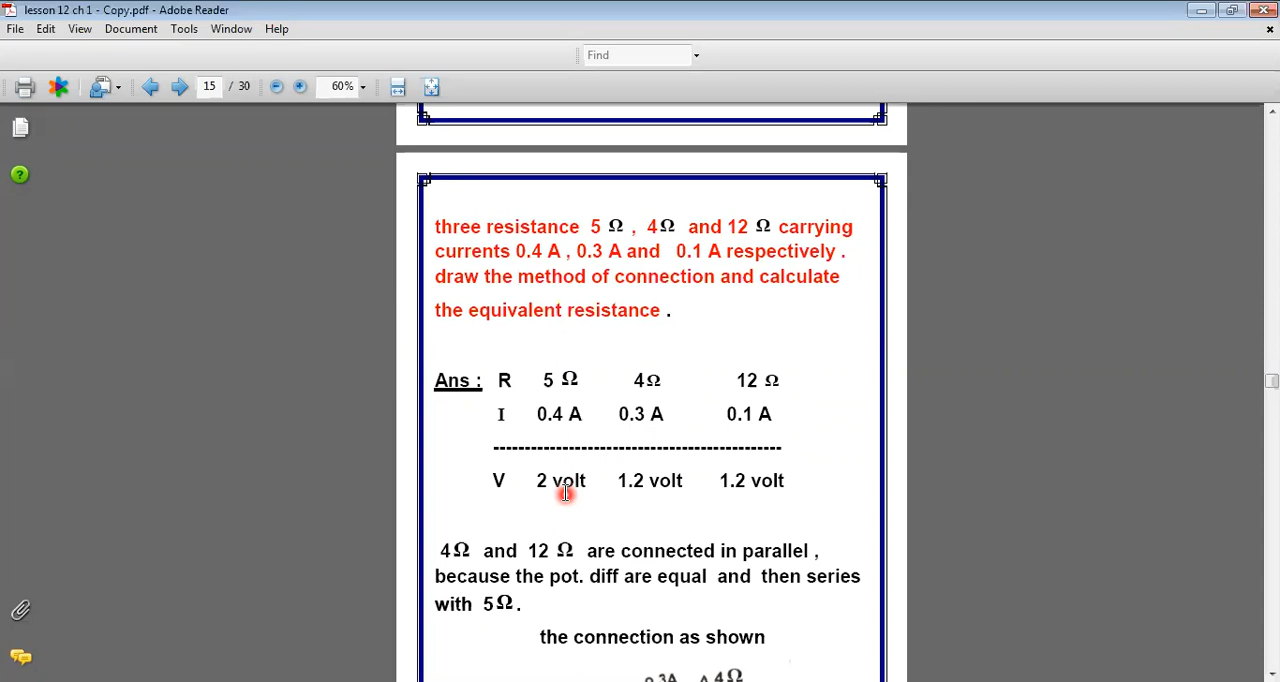 lesson 12 ch 1 - Copy.pdf - Adobe Reader
File Edit View Document Tools Window Help
Find
15 / 30 60%
three resistance 5 Ω , 4Ω and 12 Ω carrying
currents 0.4 A , 0.3 A and 0.1 A respectively .
draw the method of connection and calculate
the equivalent resistance .
Ans : R 5 Ω 4Ω 12 Ω
I 0.4 A 0.3 A 0.1 A
---------------------------------------------
V 2 volt 1.2 volt 1.2 volt
4Ω and 12 Ω are connected in parallel ,
because the pot. diff are equal and then series
with 5Ω .
the connection as shown
4Ω